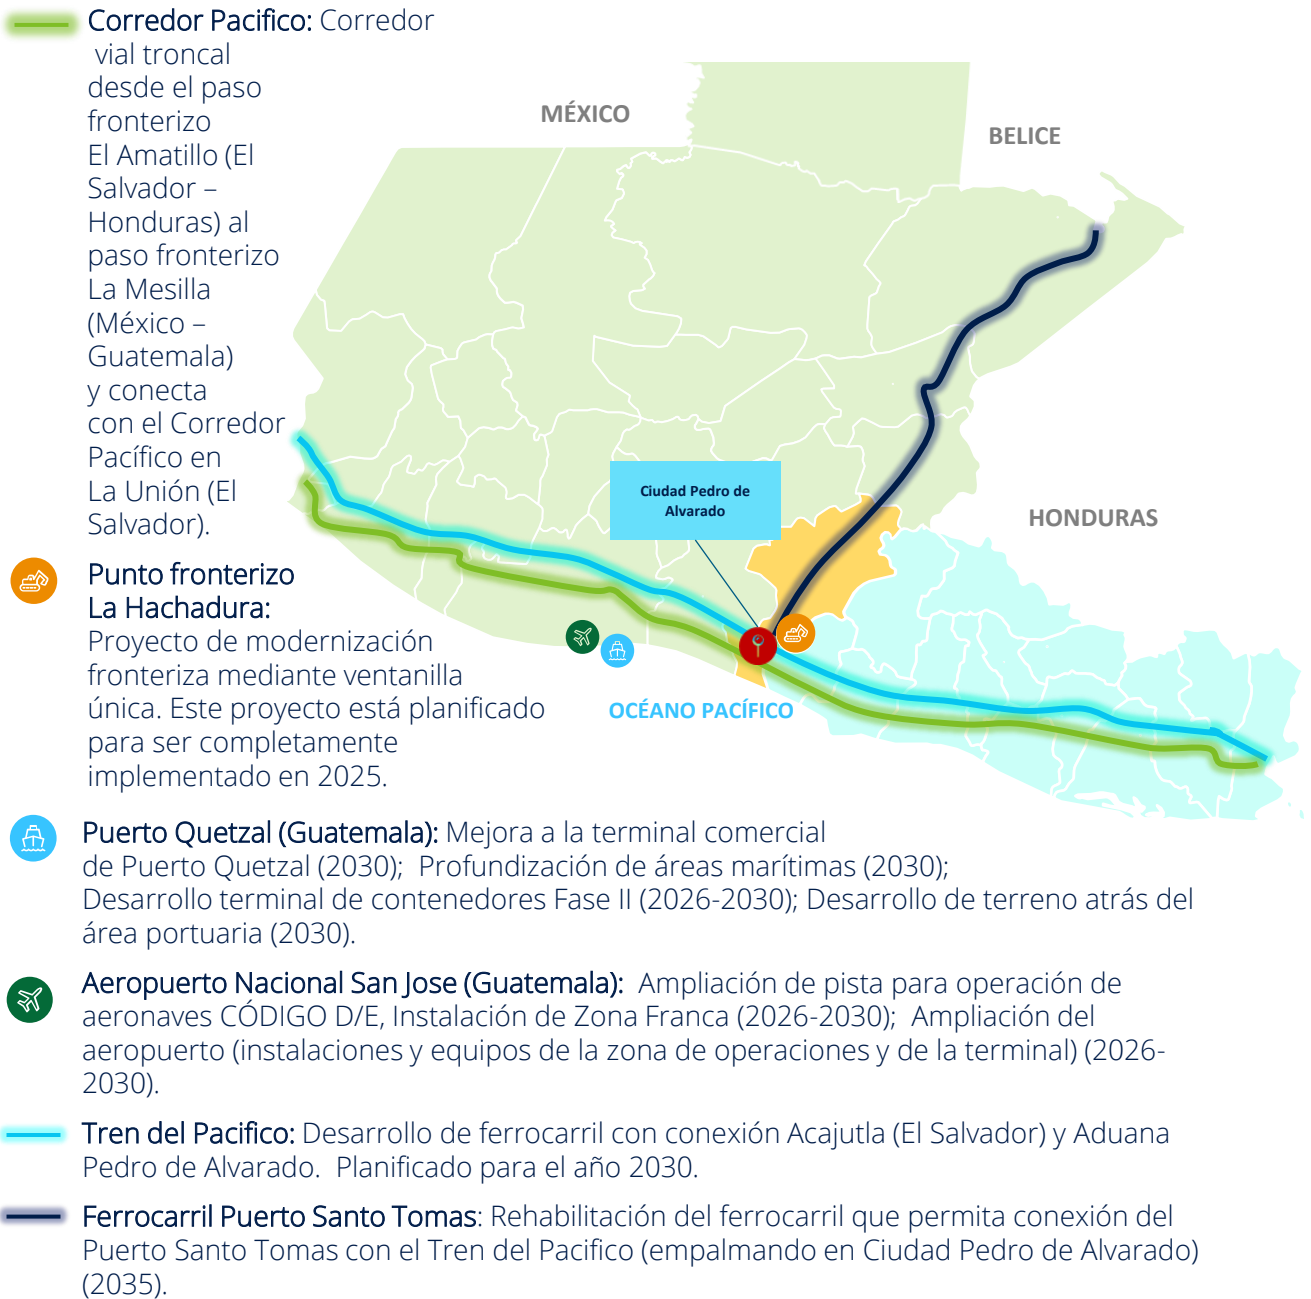 Corredor Pacifico: Corredor
vial troncal
desde el paso
fronterizo
El Amatillo (El
Salvador –
Honduras) al
paso fronterizo
La Mesilla
(México –
Guatemala)
y conecta
con el Corredor
Pacífico en
La Unión (El
Salvador).
MÉXICO
BELICE
Ciudad Pedro de
Alvarado
HONDURAS
OCÉANO PACÍFICO
Punto fronterizo
La Hachadura:
Proyecto de modernización
fronteriza mediante ventanilla
única. Este proyecto está planificado
para ser completamente
implementado en 2025.
Puerto Quetzal (Guatemala): Mejora a la terminal comercial
de Puerto Quetzal (2030);  Profundización de áreas marítimas (2030);
Desarrollo terminal de contenedores Fase II (2026-2030); Desarrollo de terreno atrás del
área portuaria (2030).
Aeropuerto Nacional San Jose (Guatemala):  Ampliación de pista para operación de
aeronaves CÓDIGO D/E, Instalación de Zona Franca (2026-2030);  Ampliación del
aeropuerto (instalaciones y equipos de la zona de operaciones y de la terminal) (2026-
2030).
Tren del Pacifico: Desarrollo de ferrocarril con conexión Acajutla (El Salvador) y Aduana
Pedro de Alvarado.  Planificado para el año 2030.
Ferrocarril Puerto Santo Tomas: Rehabilitación del ferrocarril que permita conexión del
Puerto Santo Tomas con el Tren del Pacifico (empalmando en Ciudad Pedro de Alvarado)
(2035).